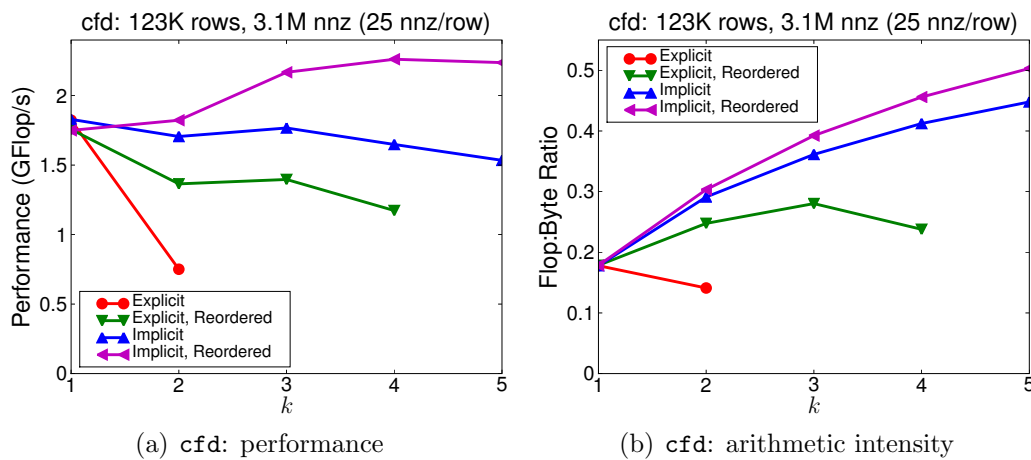 cfd: 123K rows, 3.1M nnz (25 nnz/row)
Performance (GFlop/s)
2
1.5
1
0.5
0
Explicit
Explicit, Reordered
Implicit
Implicit, Reordered
1 2 3 4 5
k
(a) cfd: performance
cfd: 123K rows, 3.1M nnz (25 nnz/row)
Flop:Byte Ratio
0.5
0.4
0.3
0.2
0.1
0
Explicit
Explicit, Reordered
Implicit
Implicit, Reordered
1 2 3 4 5
k
(b) cfd: arithmetic intensity